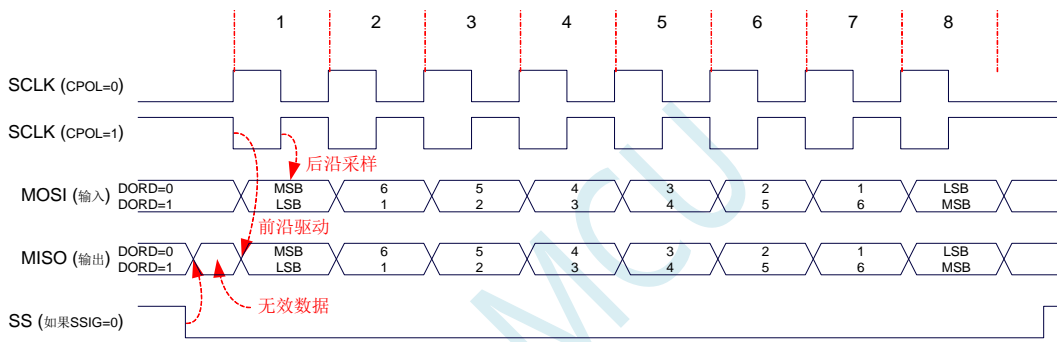 1 2 3 4 5 6 7 8
SCLK (CPOL=0)
SCLK (CPOL=1)
后沿采样
MOSI (输入) DORD=0 MSB 6 5 4 3 2 1 LSB
DORD=1 LSB 1 2 3 4 5 6 MSB
前沿驱动
MISO (输出) DORD=0 MSB 6 5 4 3 2 1 LSB
DORD=1 LSB 1 2 3 4 5 6 MSB
无效数据
SS (如果SSIG=0)
MCU